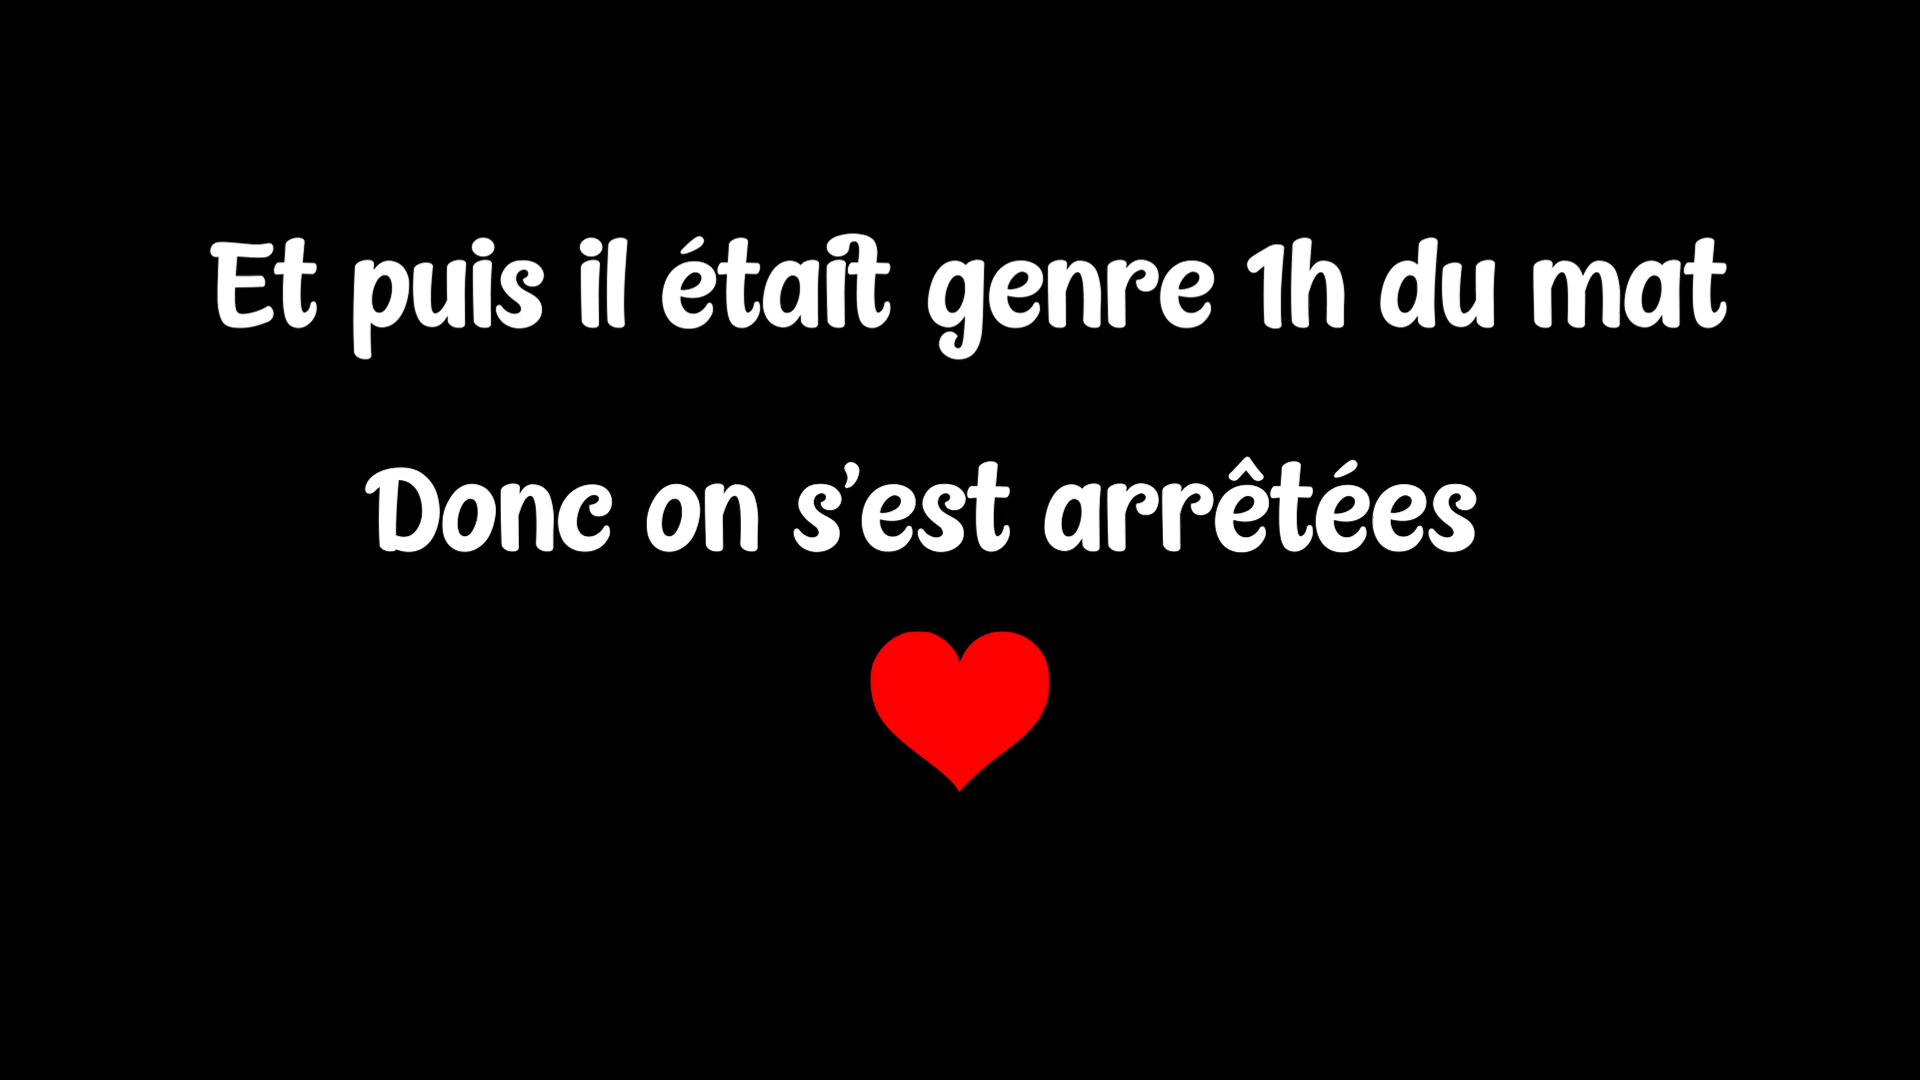 Et puis il était genre 1h du mat
Donc on s’est arrêtées